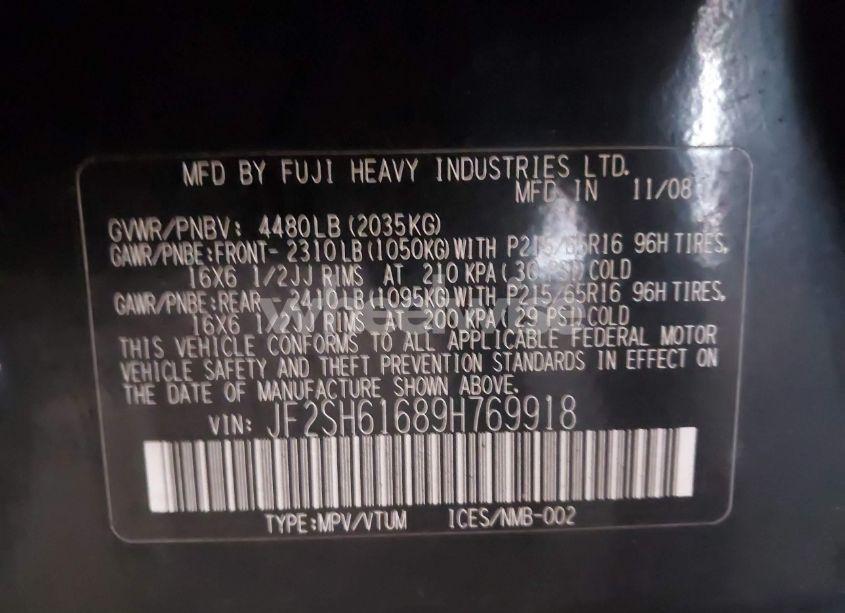 MFD BY FUJI HEAVY INDUSTRIES LTD.
MFD IN 11/08
GVWR/PNBV: 4480LB(2035KG)
GAWR/PNBE:FRONT- 2310LB(1050KG)WITH P215/65R16 96H TIRES,
16X6 1/2JJ RIMS AT 210 KPA(30 PSI)COLD
GAWR/PNBE:REAR - 2410LB(1095KG)WITH P215/65R16 96H TIRES,
16X6 1/2JJ RIMS AT 200 KPA(29 PSI)COLD
THIS VEHICLE CONFORMS TO ALL APPLICABLE FEDERAL MOTOR
VEHICLE SAFETY AND THEFT PREVENTION STANDARDS IN EFFECT ON
THE DATE OF MANUFACTURE SHOWN ABOVE.
VIN: JF2SH61689H769918
TYPE:MPV/VTUM ICES/NMB-002